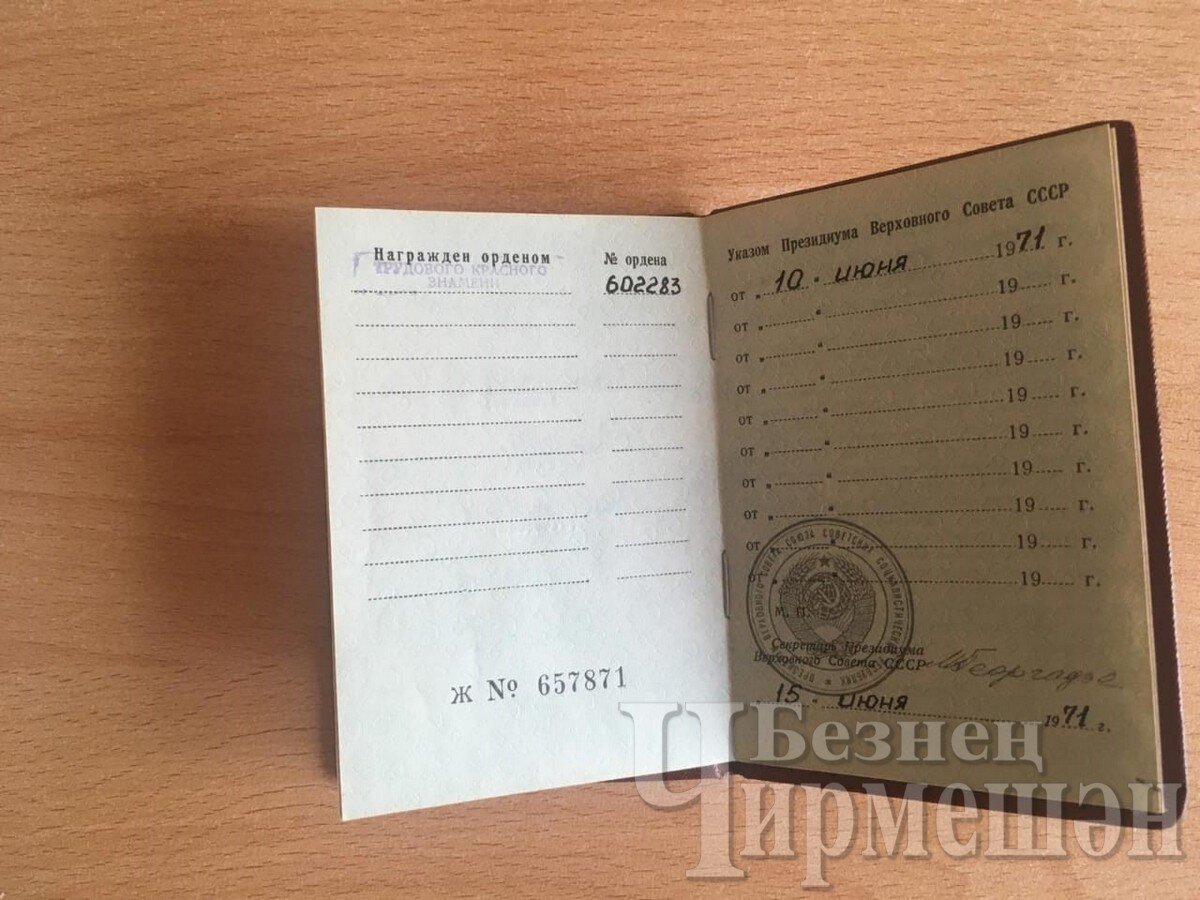 Награжден орденом
№ ордена
ТРУДОВОГО КРАСНОГО
ЗНАМЕНИ
602283
Ж № 657871
Указом Президиума Верховного Совета СССР
от „ 10 “ июня 1971 г.
от „ “ 19 г.
от „ “ 19 г.
от „ “ 19 г.
от „ “ 19 г.
от „ “ 19 г.
от „ “ 19 г.
от „ “ 19 г.
от „ “ 19 г.
“ 19 г.
М. П.
Секретарь Президиума
Верховного Совета СССР
М. Георгадзе
„ 15 “ июня 1971 г.
Безнең
Чирмешән